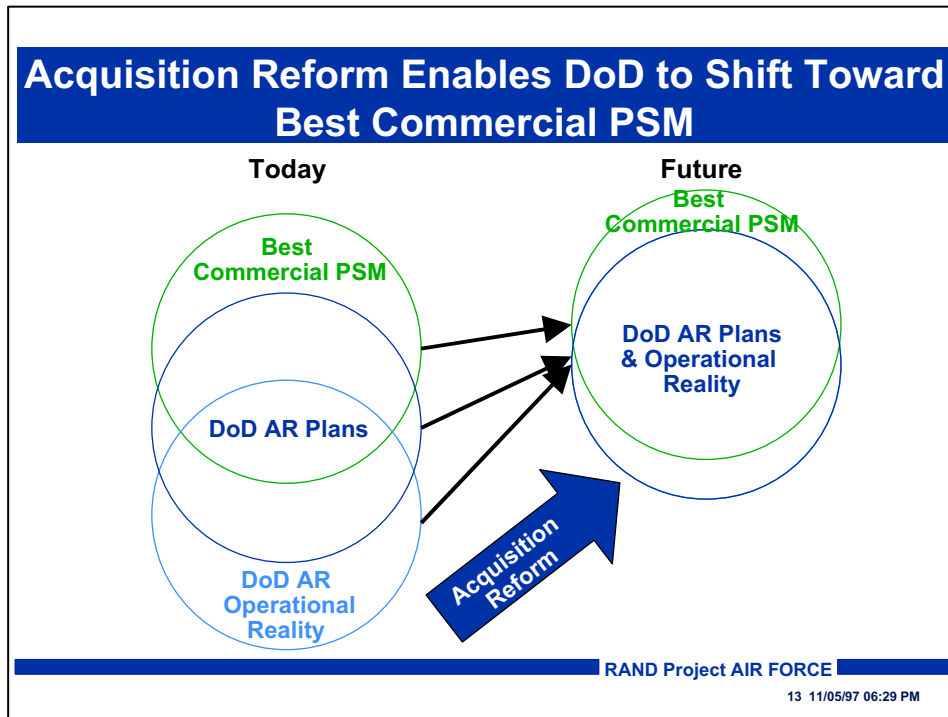 Acquisition Reform Enables DoD to Shift Toward
Best Commercial PSM
Today
Best
Commercial PSM
DoD AR Plans
DoD AR
Operational
Reality
Future
Best
Commercial PSM
DoD AR Plans
& Operational
Reality
Acquisition
Reform
RAND Project AIR FORCE
13 11/05/97 06:29 PM